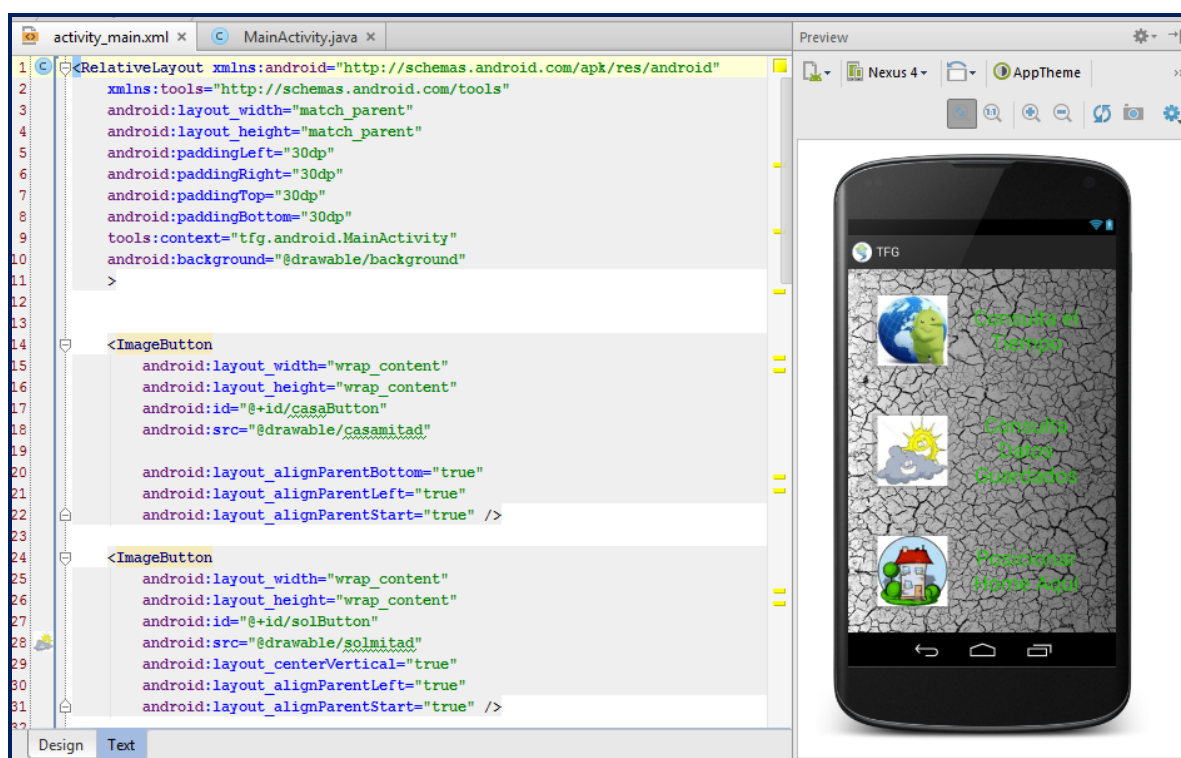 activity_main.xml × C MainActivity.java ×
1 C <RelativeLayout xmlns:android="http://schemas.android.com/apk/res/android"
2 xmlns:tools="http://schemas.android.com/tools"
3 android:layout_width="match_parent"
4 android:layout_height="match_parent"
5 android:paddingLeft="30dp"
6 android:paddingRight="30dp"
7 android:paddingTop="30dp"
8 android:paddingBottom="30dp"
9 tools:context="tfg.android.MainActivity"
10 android:background="@drawable/background"
11 >
12
13
14 <ImageButton
15 android:layout_width="wrap_content"
16 android:layout_height="wrap_content"
17 android:id="@+id/casaButton"
18 android:src="@drawable/casamitad"
19
20 android:layout_alignParentBottom="true"
21 android:layout_alignParentLeft="true"
22 android:layout_alignParentStart="true" />
23
24 <ImageButton
25 android:layout_width="wrap_content"
26 android:layout_height="wrap_content"
27 android:id="@+id/solButton"
28 android:src="@drawable/solmitad"
29 android:layout_centerVertical="true"
30 android:layout_alignParentLeft="true"
31 android:layout_alignParentStart="true" />
32
Design Text
Preview
Nexus 4 AppTheme
1:1
TFG
Consulta el
Tiempo
Consulta
Datos
Guardados
Posicionar
Home Aquí